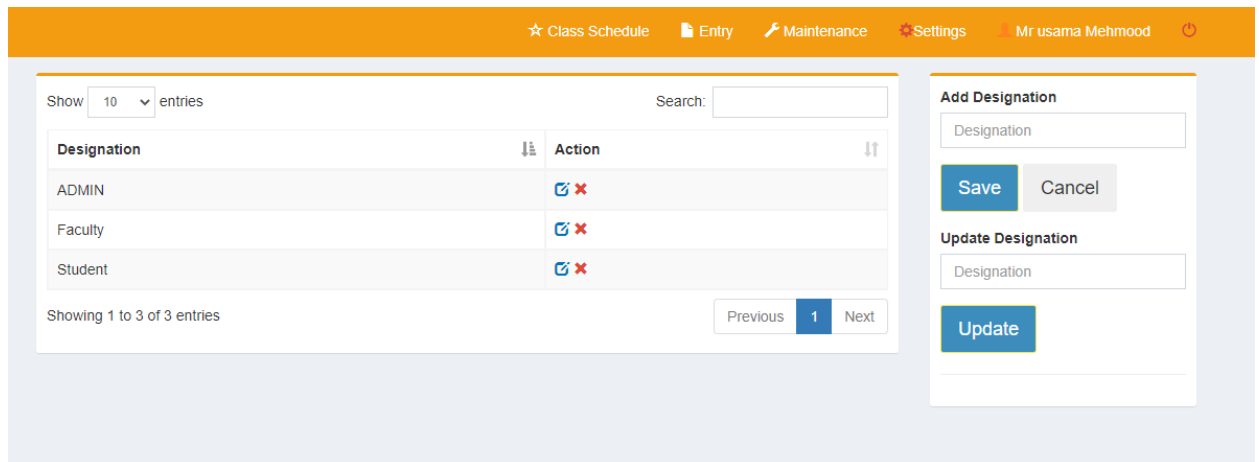 Class Schedule Entry Maintenance Settings Mr usama Mehmood
Show 10 entries Search:
Designation Action
ADMIN
Faculty
Student
Showing 1 to 3 of 3 entries Previous 1 Next
Add Designation
Designation
Save Cancel
Update Designation
Designation
Update